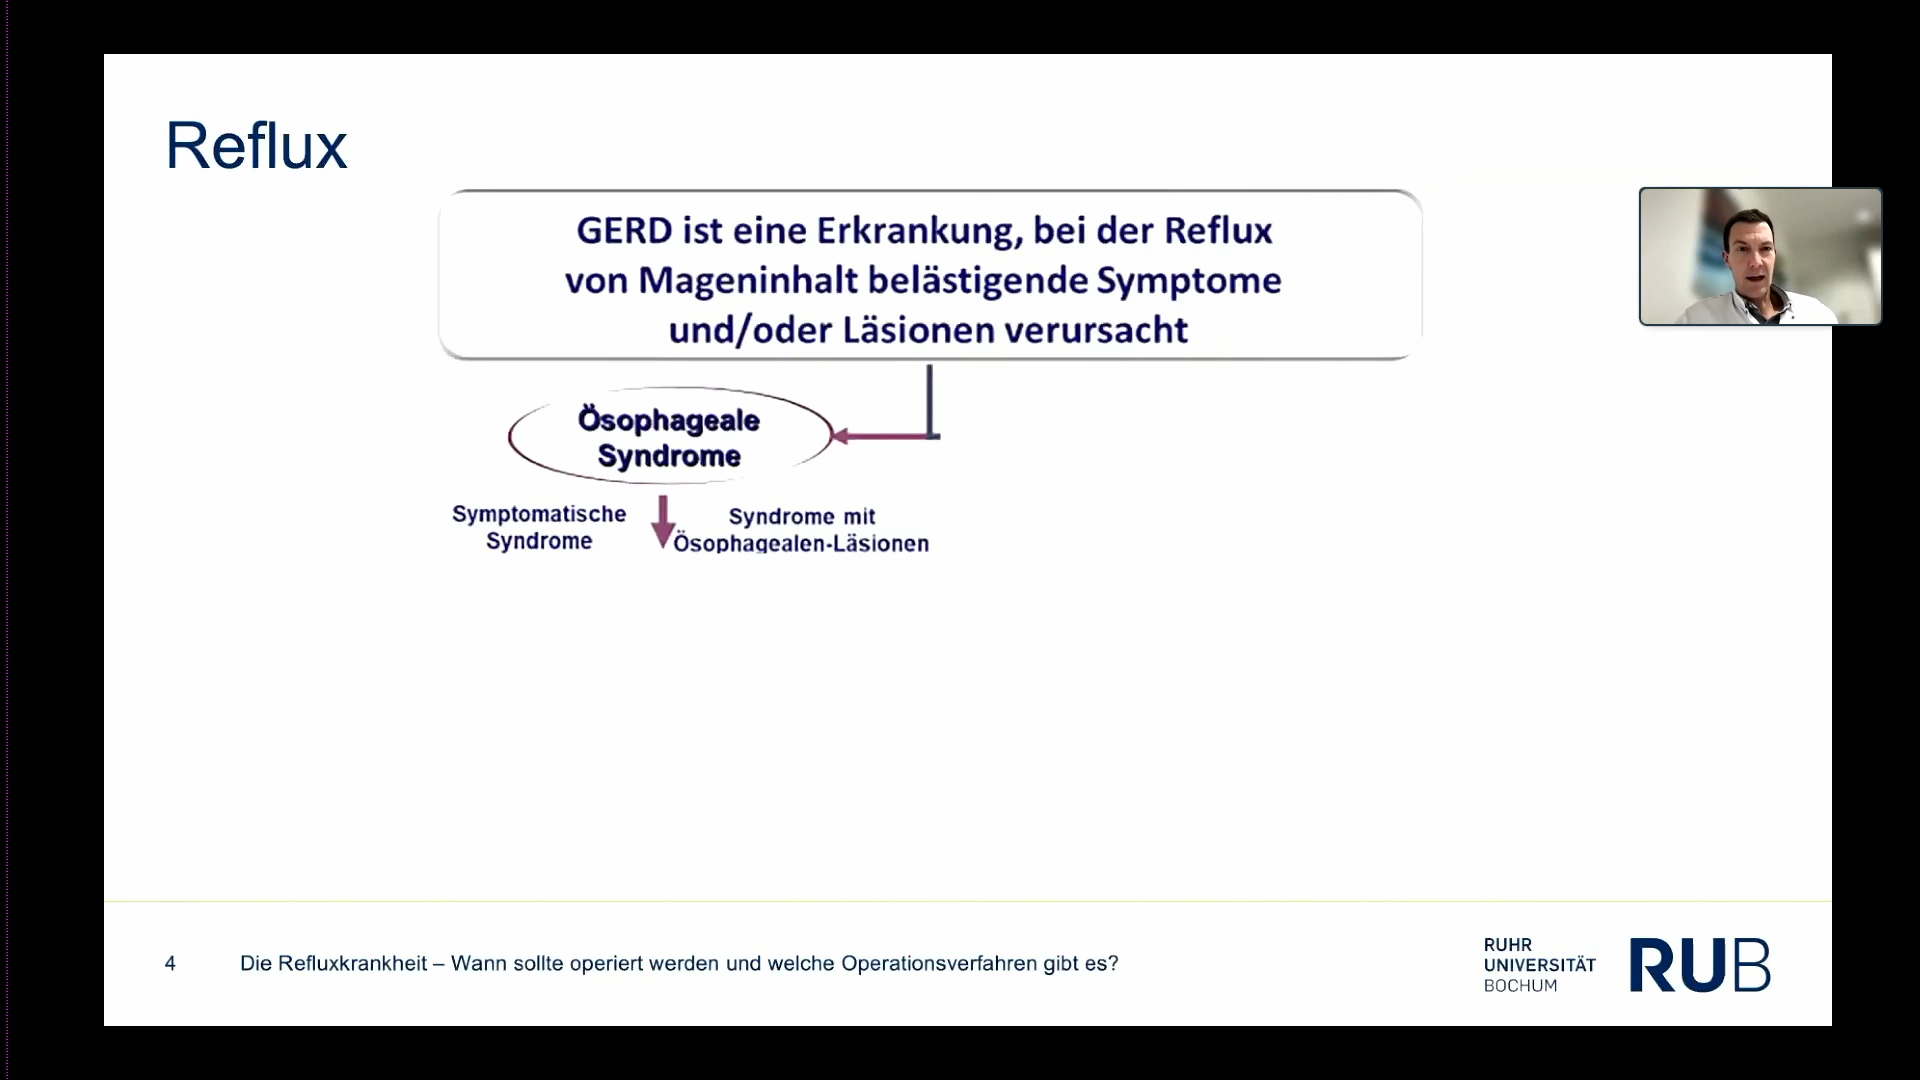 Reflux
GERD ist eine Erkrankung, bei der Reflux
von Mageninhalt belästigende Symptome
und/oder Läsionen verursacht
Ösophageale
Syndrome
Symptomatische
Syndrome
Syndrome mit
Ösophagealen-Läsionen
4
Die Refluxkrankheit – Wann sollte operiert werden und welche Operationsverfahren gibt es?
RUHR
UNIVERSITÄT
BOCHUM
RUB